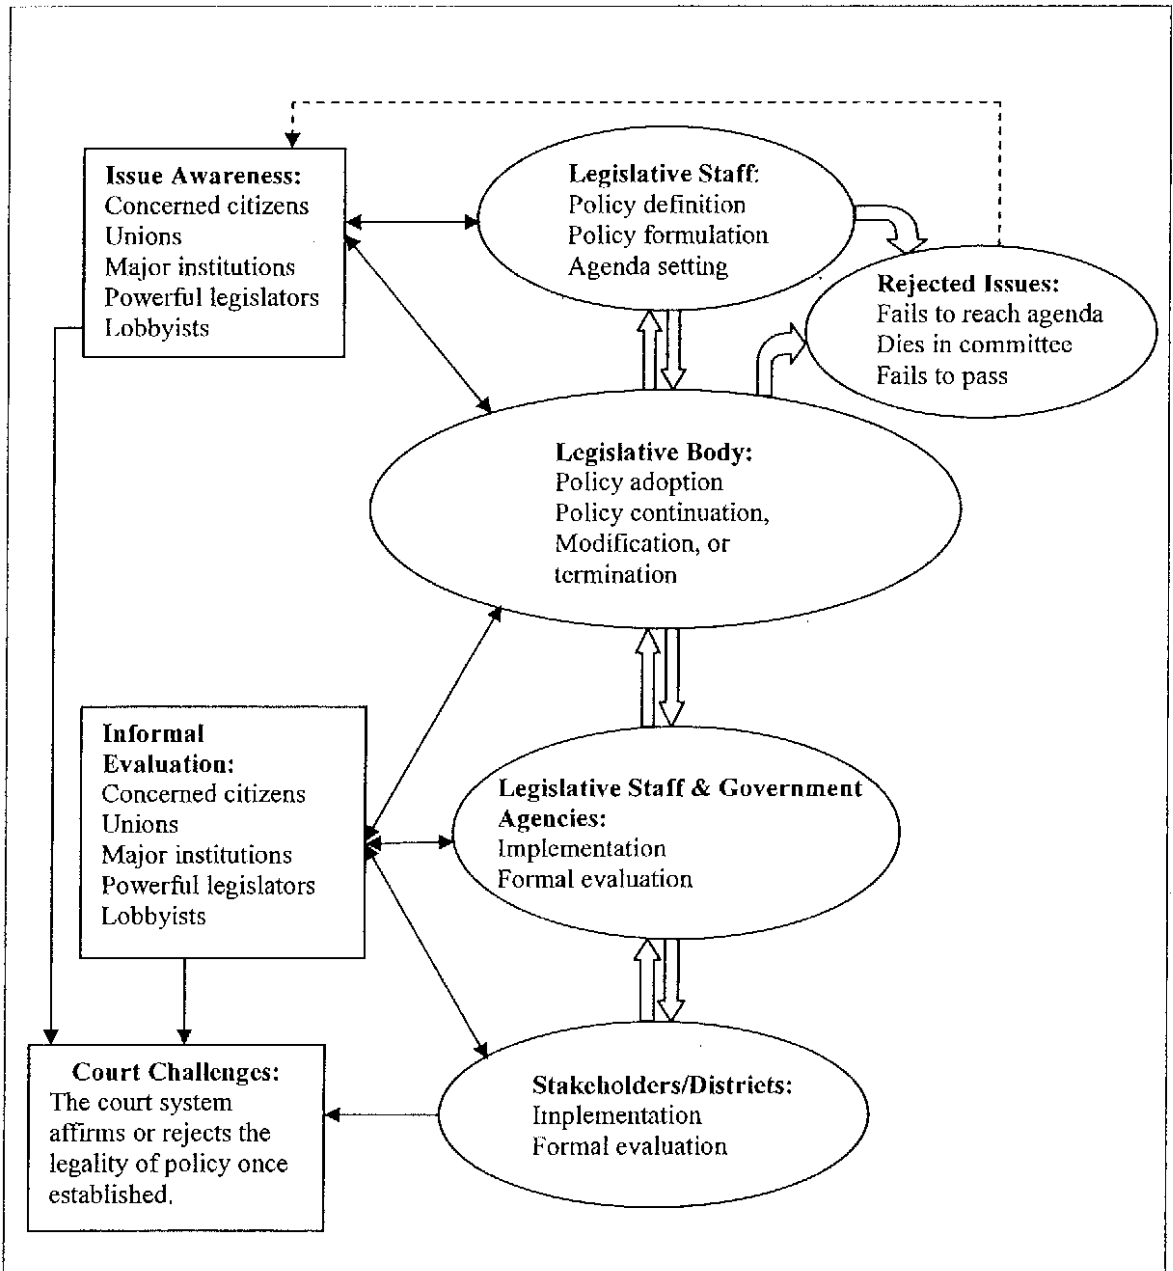 Issue Awareness:
Concerned citizens
Unions
Major institutions
Powerful legislators
Lobbyists
Legislative Staff:
Policy definition
Policy formulation
Agenda setting
Rejected Issues:
Fails to reach agenda
Dies in committee
Fails to pass
Legislative Body:
Policy adoption
Policy continuation,
Modification, or
termination
Informal
Evaluation:
Concerned citizens
Unions
Major institutions
Powerful legislators
Lobbyists
Legislative Staff & Government
Agencies:
Implementation
Formal evaluation
Court Challenges:
The court system
affirms or rejects the
legality of policy once
established.
Stakeholders/Districts:
Implementation
Formal evaluation